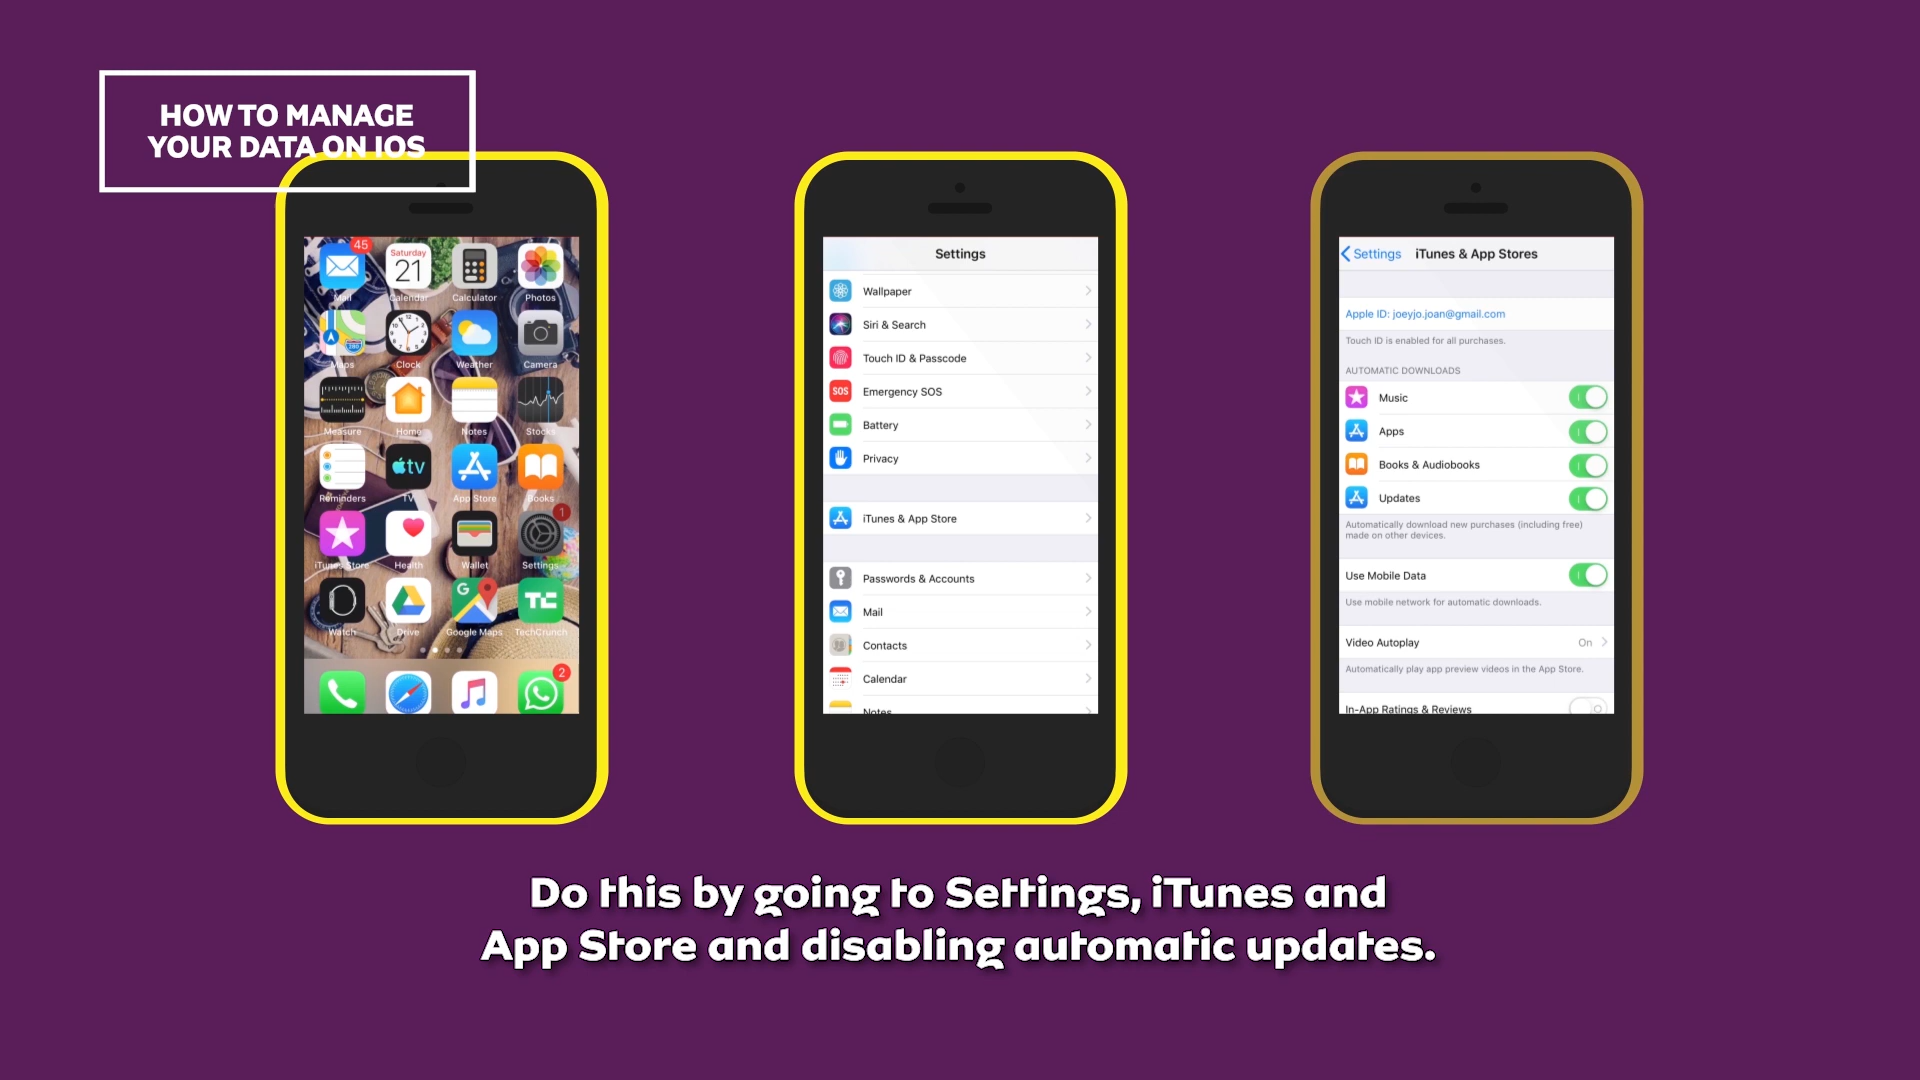 HOW TO MANAGE
YOUR DATA ON IOS
45
Saturday
21
Mail
Calendar
Calculator
Photos
280
Maps
Clock
Weather
Camera
Measure
Home
Notes
Stocks
tv
Reminders
TV
App Store
Books
1
iTunes Store
Health
Wallet
Settings
G
TC
Watch
Drive
Google Maps
TechCrunch
2
Settings
Wallpaper
Siri & Search
Touch ID & Passcode
SOS
Emergency SOS
Battery
Privacy
iTunes & App Store
Passwords & Accounts
Mail
Contacts
Calendar
Notes
Settings
iTunes & App Stores
Apple ID: joeyjo.joan@gmail.com
Touch ID is enabled for all purchases.
AUTOMATIC DOWNLOADS
Music
Apps
Books & Audiobooks
Updates
Automatically download new purchases (including free)
made on other devices.
Use Mobile Data
Use mobile network for automatic downloads.
Video Autoplay
On
Automatically play app preview videos in the App Store.
In-App Ratings & Reviews
Do this by going to Settings, iTunes and
App Store and disabling automatic updates.